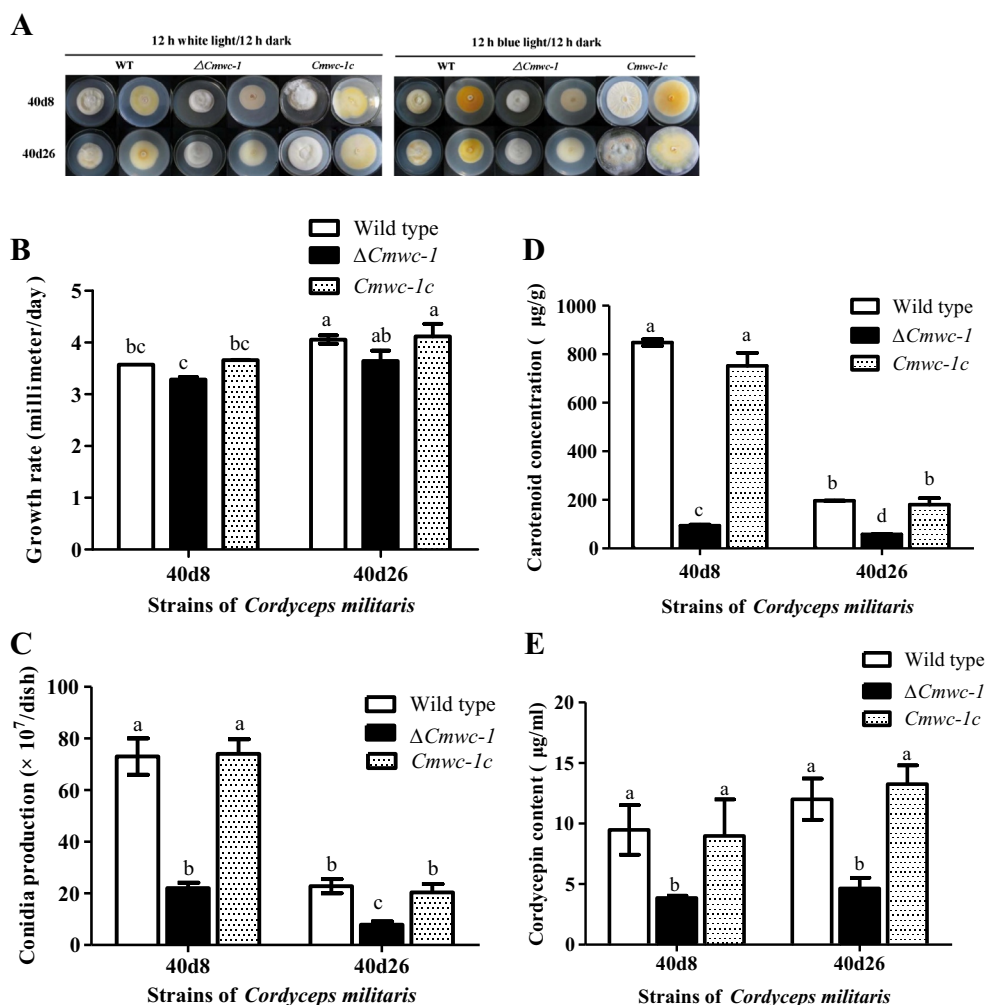 A
12 h white light/12 h dark
12 h blue light/12 h dark
WT
△Cmwc-1
Cmwc-1c
WT
△Cmwc-1
Cmwc-1c
40d8
40d26
B
Wild type
ΔCmwc-1
Cmwc-1c
Growth rate (millimeter/day)
5
4
3
2
1
0
bc
c
bc
a
ab
a
40d8
40d26
Strains of Cordyceps militaris
C
Wild type
ΔCmwc-1
Cmwc-1c
Conidia production (× 10⁷/dish)
100
80
60
40
20
0
a
b
a
b
c
b
40d8
40d26
Strains of Cordyceps militaris
D
Wild type
ΔCmwc-1
Cmwc-1c
Carotenoid concentration ( μg/g)
1000
800
600
400
200
0
a
c
a
b
d
b
40d8
40d26
Strains of Cordyceps militaris
E
Wild type
ΔCmwc-1
Cmwc-1c
Cordycepin content ( μg/ml)
20
15
10
5
0
a
b
a
a
b
a
40d8
40d26
Strains of Cordyceps militaris